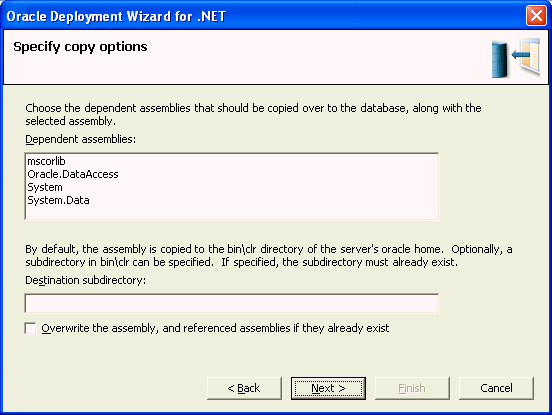 Oracle Deployment Wizard for .NET
Specify copy options
Choose the dependent assemblies that should be copied over to the database, along with the
selected assembly.
Dependent assemblies:
mscorlib
Oracle.DataAccess
System
System.Data
By default, the assembly is copied to the bin\clr directory of the server's oracle home. Optionally, a
subdirectory in bin\clr can be specified. If specified, the subdirectory must already exist.
Destination subdirectory:
Overwrite the assembly, and referenced assemblies if they already exist
< Back Next > Finish Cancel